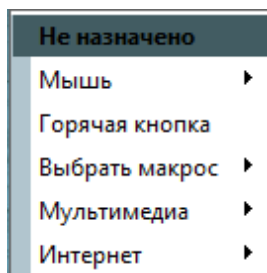 Не назначено
Мышь
Горячая кнопка
Выбрать макрос
Мультимедиа
Интернет